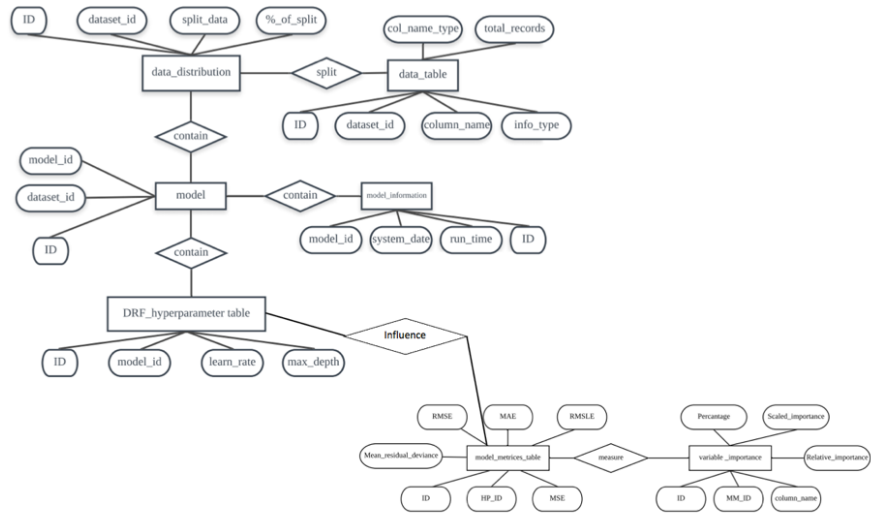 ID
dataset_id
split_data
%_of_split
col_name_type
total_records
data_distribution
split
data_table
ID
dataset_id
column_name
info_type
contain
model_id
dataset_id
ID
model
contain
model_information
model_id
system_date
run_time
ID
contain
DRF_hyperparameter table
Influence
ID
model_id
learn_rate
max_depth
RMSE
MAE
RMSLE
Percentage
Scaled_importance
Mean_residual_deviance
model_metrices_table
measure
variable _importance
Relative_importance
ID
HP_ID
MSE
ID
MM_ID
column_name